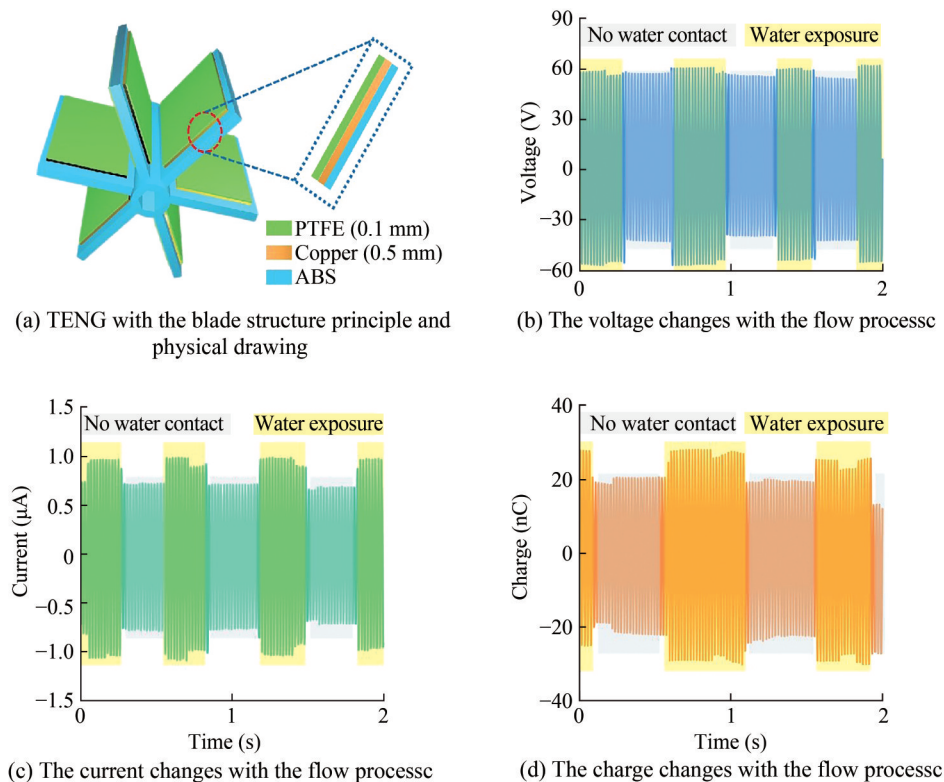 PTFE (0.1 mm)
Copper (0.5 mm)
ABS
(a) TENG with the blade structure principle and
physical drawing
No water contact
Water exposure
90
60
30
0
−30
−60
Voltage (V)
0
1
2
(b) The voltage changes with the flow processc
No water contact
Water exposure
1.5
1.0
0.5
0
−0.5
−1.0
−1.5
Current (μA)
0
1
2
Time (s)
(c) The current changes with the flow processc
No water contact
Water exposure
40
20
0
−20
−40
Charge (nC)
0
1
2
Time (s)
(d) The charge changes with the flow processc